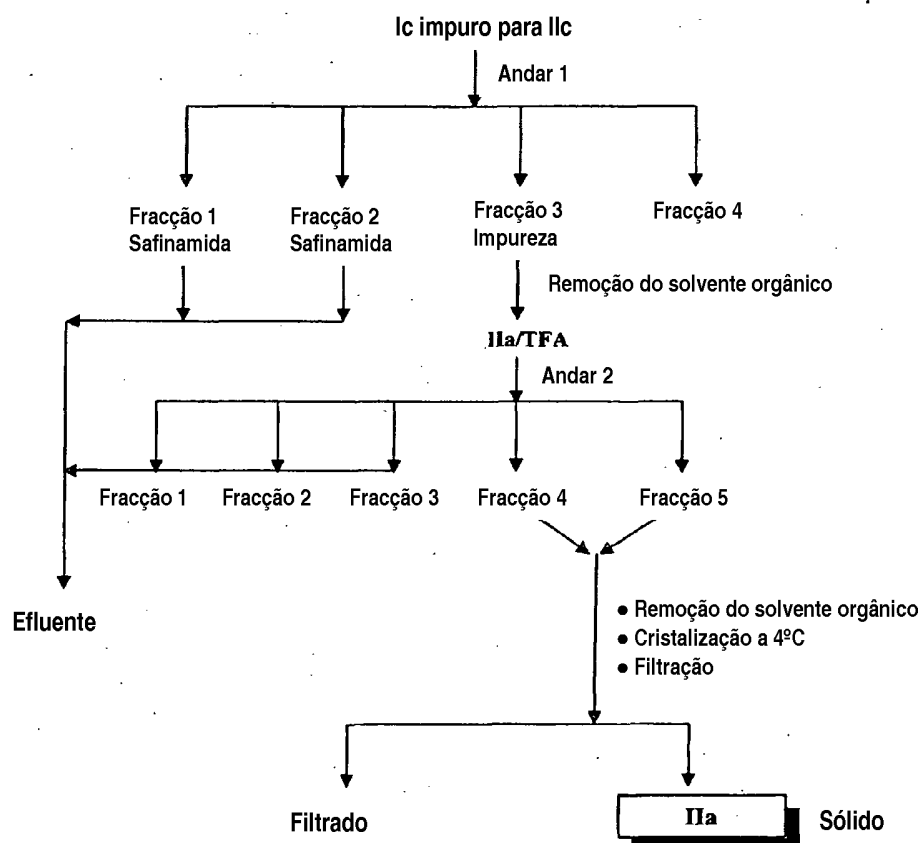 Ic impuro para IIc
Andar 1
Fracção 1
Safinamida
Fracção 2
Safinamida
Fracção 3
Impureza
Fracção 4
Remoção do solvente orgânico
IIa/TFA
Andar 2
Fracção 1
Fracção 2
Fracção 3
Fracção 4
Fracção 5
Efluente
● Remoção do solvente orgânico
● Cristalização a 4ºC
● Filtração
Filtrado
IIa
Sólido